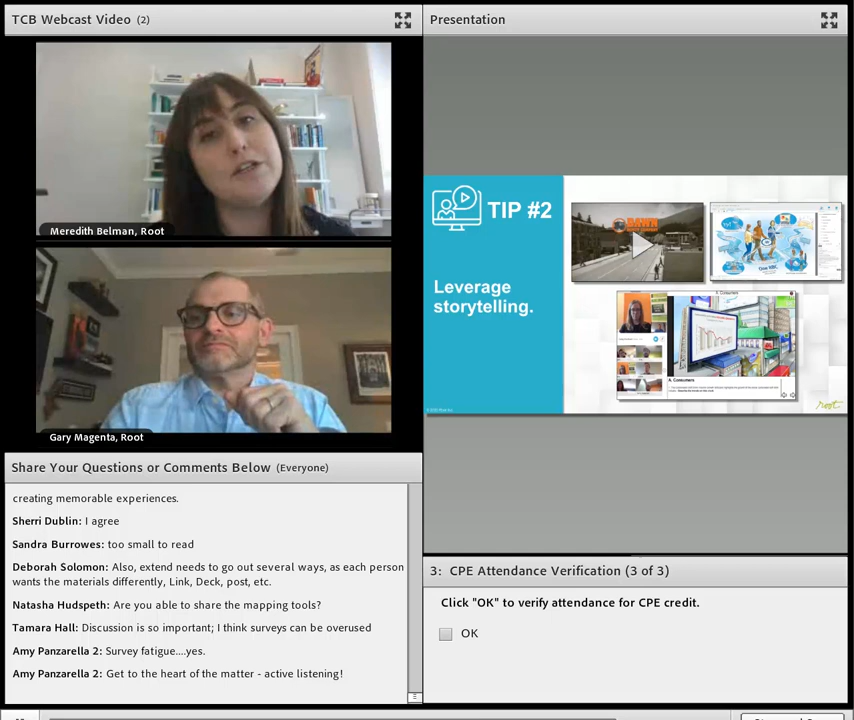 TCB Webcast Video (2)
Meredith Belman, Root
Gary Magenta, Root
Share Your Questions or Comments Below (Everyone)
creating memorable experiences.
Sherri Dublin: I agree
Sandra Burrowes: too small to read
Deborah Solomon: Also, extend needs to go out several ways, as each person
wants the materials differently, Link, Deck, post, etc.
Natasha Hudspeth: Are you able to share the mapping tools?
Tamara Hall: Discussion is so important; I think surveys can be overused
Amy Panzarella 2: Survey fatigue....yes.
Amy Panzarella 2: Get to the heart of the matter - active listening!
Presentation
TIP #2
Leverage
storytelling.
A. Consumers
root
3: CPE Attendance Verification (3 of 3)
Click "OK" to verify attendance for CPE credit.
OK